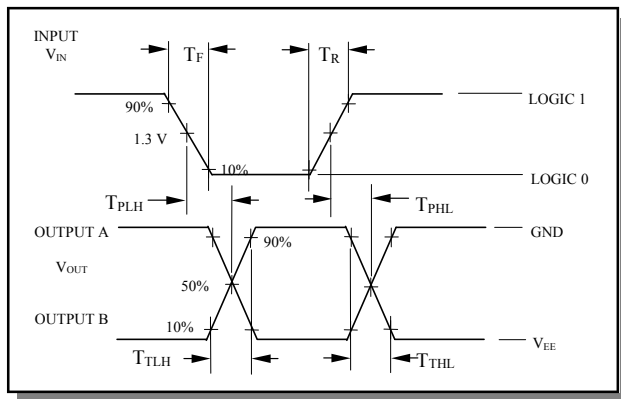 INPUT
VIN
TF
TR
90%
LOGIC 1
1.3 V
10%
LOGIC 0
TPLH
TPHL
OUTPUT A
GND
90%
VOUT
50%
OUTPUT B
10%
VEE
TTLH
TTHL